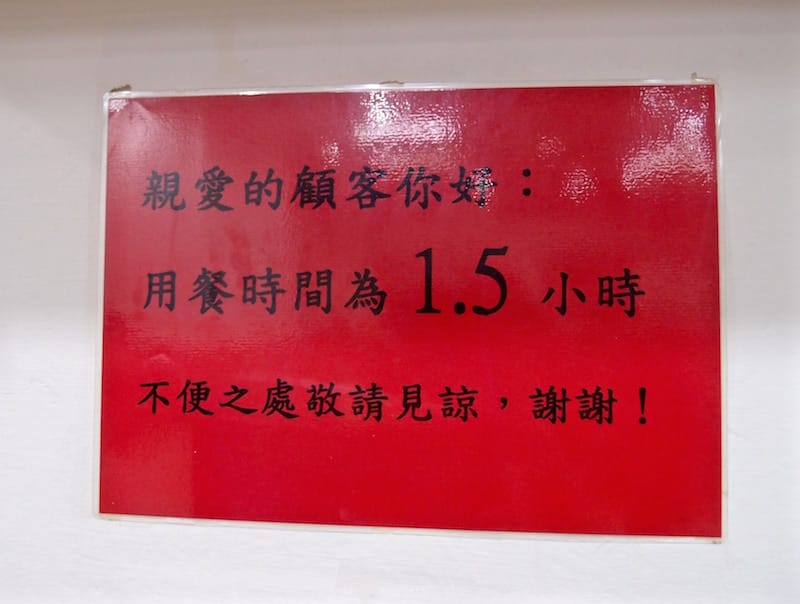 親愛的顧客你好：
用餐時間為 1.5 小時
不便之處敬請見諒，謝謝！